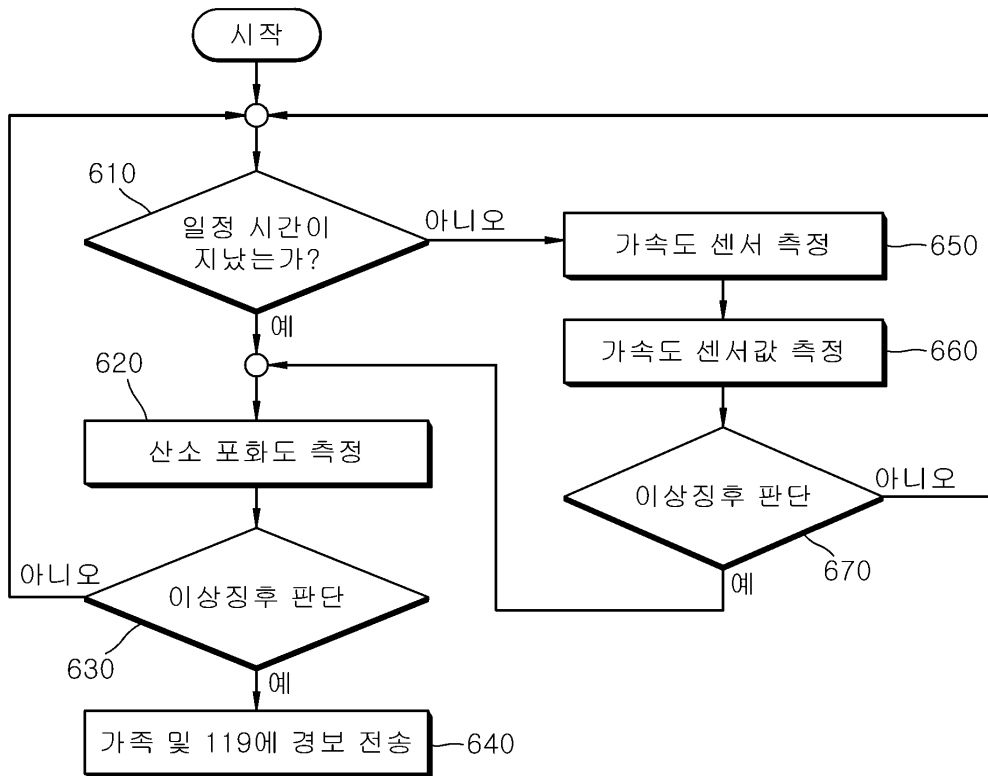 시작
610
일정 시간이
지났는가?
아니오
가속도 센서 측정
650
예
가속도 센서값 측정
660
620
산소 포화도 측정
이상징후 판단
아니오
670
예
아니오
이상징후 판단
630
예
가족 및 119에 경보 전송
640